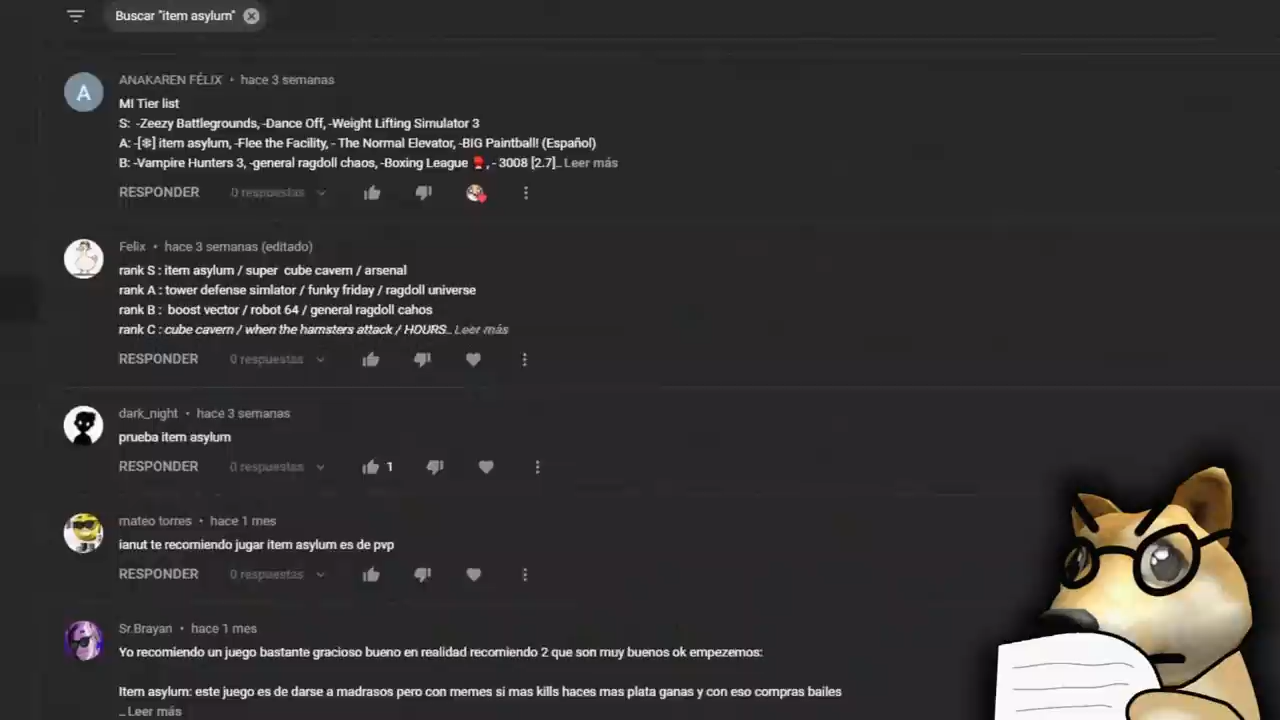 Buscar "item asylum"
ANAKAREN FÉLIX • hace 3 semanas
MI Tier list
S: -Zeezy Battlegrounds, -Dance Off, -Weight Lifting Simulator 3
A: -[❄] item asylum, -Flee the Facility, - The Normal Elevator, -BIG Paintball! (Español)
B: -Vampire Hunters 3, -general ragdoll chaos, -Boxing League 🥊, - 3008 [2.7]... Leer más
RESPONDER 0 respuestas
Felix • hace 3 semanas (editado)
rank S : item asylum / super cube cavern / arsenal
rank A : tower defense simlator / funky friday / ragdoll universe
rank B : boost vector / robot 64 / general ragdoll cahos
rank C : cube cavern / when the hamsters attack / HOURS... Leer más
RESPONDER 0 respuestas
dark_night • hace 3 semanas
prueba item asylum
RESPONDER 0 respuestas 1
mateo torres • hace 1 mes
ianut te recomiendo jugar item asylum es de pvp
RESPONDER 0 respuestas
Sr.Brayan • hace 1 mes
Yo recomiendo un juego bastante gracioso bueno en realidad recomiendo 2 que son muy buenos ok empezemos:
Item asylum: este juego es de darse a madrasos pero con memes si mas kills haces mas plata ganas y con eso compras bailes
... Leer más
A